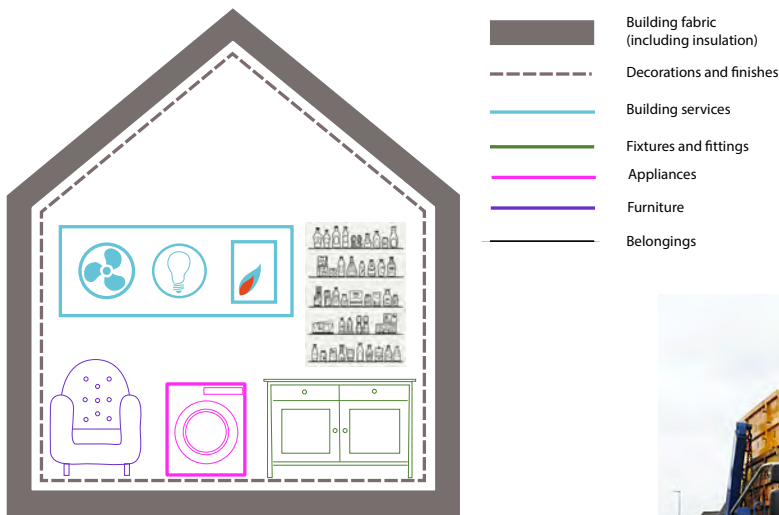 Building fabric
(including insulation)
Decorations and finishes
Building services
Fixtures and fittings
Appliances
Furniture
Belongings